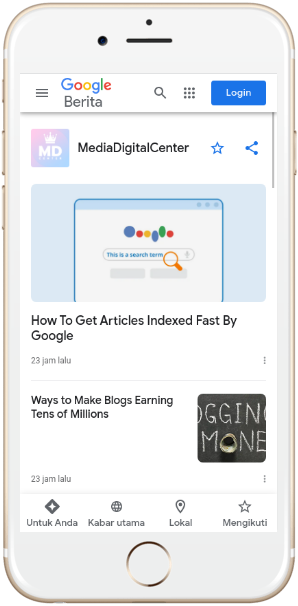 Google
Berita
Login
MD
MediaDigitalCenter
Google
This is a search term
How To Get Articles Indexed Fast By
Google
23 jam lalu
Ways to Make Blogs Earning
Tens of Millions
OGGING
MONE
23 jam lalu
Untuk Anda
Kabar utama
Lokal
Mengikuti